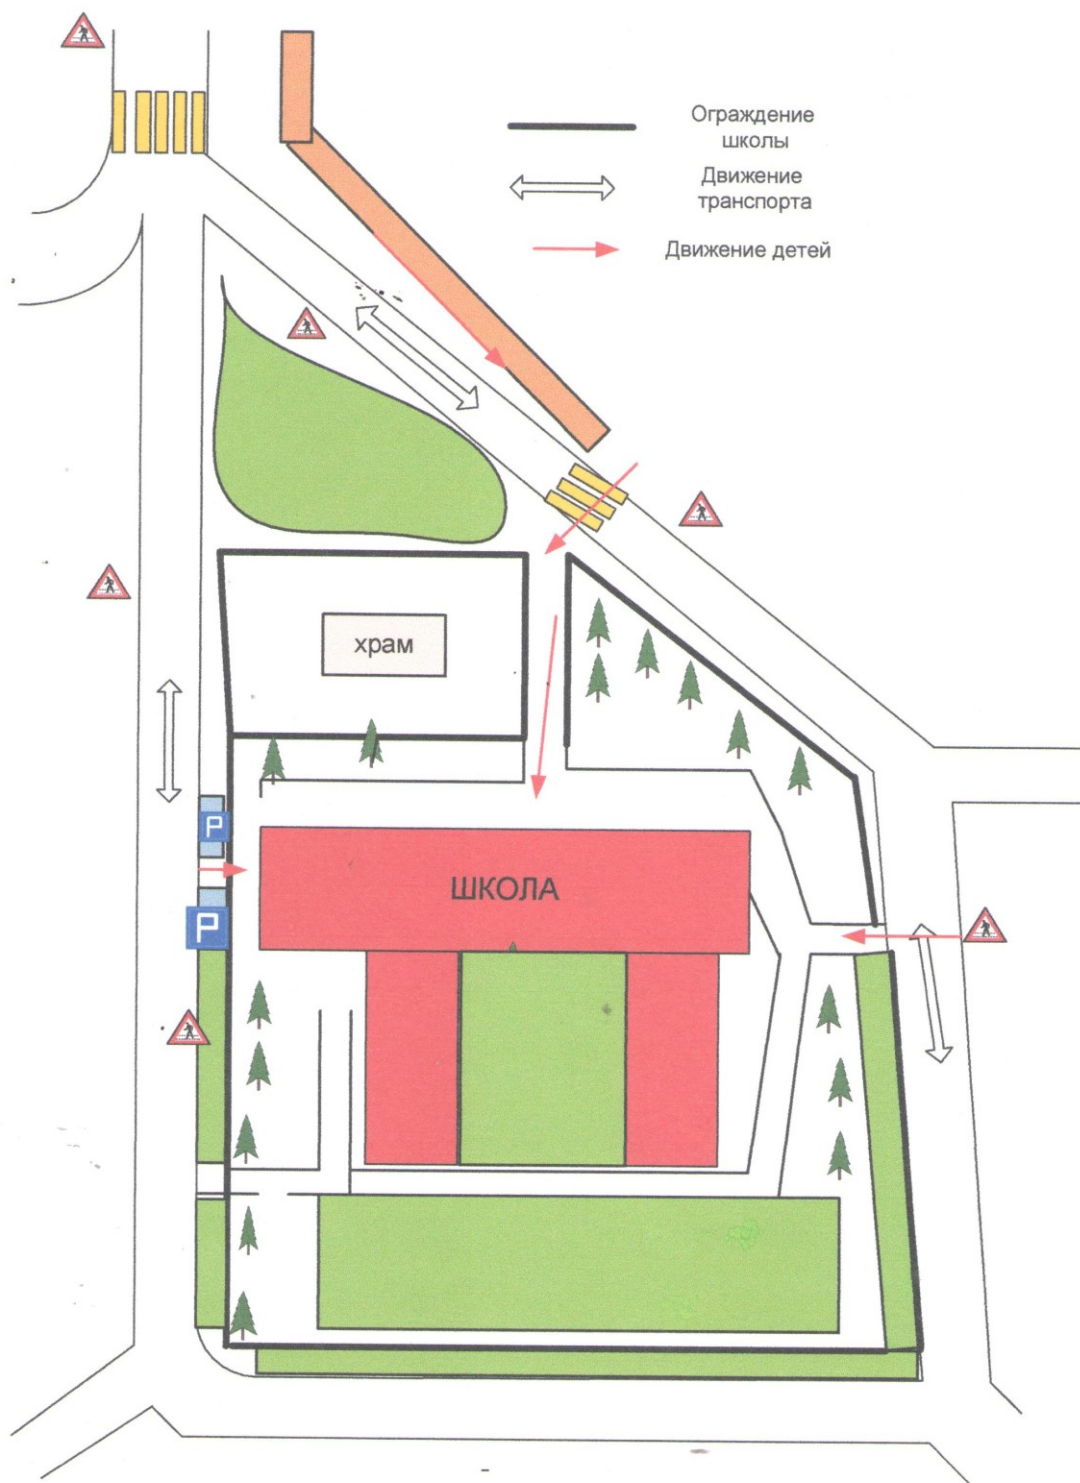 Ограждение
школы
Движение
транспорта
Движение детей
храм
P
ШКОЛА
P